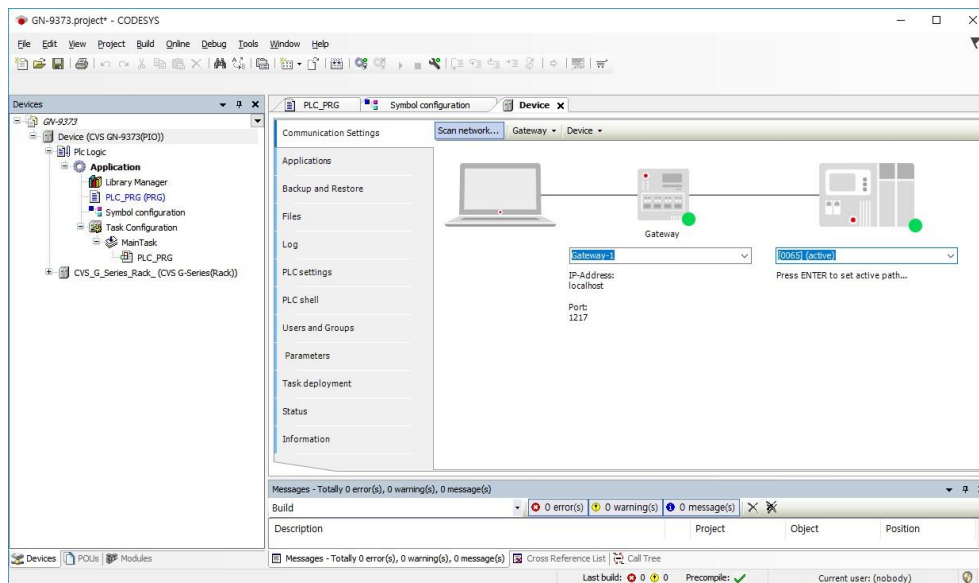 GN-9373.project* - CODESYS
File Edit View Project Build Online Debug Tools Window Help
Devices
GN-9373
Device (CVS GN-9373(PIO))
Plc Logic
Application
Library Manager
PLC_PRG (PRG)
Symbol configuration
Task Configuration
MainTask
PLC_PRG
CVS_G_Series_Rack_ (CVS G-Series(Rack))
Devices POUs Modules
PLC_PRG Symbol configuration Device
Communication Settings
Applications
Backup and Restore
Files
Log
PLC settings
PLC shell
Users and Groups
Parameters
Task deployment
Status
Information
Scan network... Gateway Device
Gateway
Gateway-1
IP-Address:
localhost
Port:
1217
[0065] (active)
Press ENTER to set active path...
Messages - Totally 0 error(s), 0 warning(s), 0 message(s)
Build 0 error(s) 0 warning(s) 0 message(s)
Description Project Object Position
Messages - Totally 0 error(s), 0 warning(s), 0 message(s) Cross Reference List Call Tree
Last build: 0 0 Precompile: Current user: (nobody)